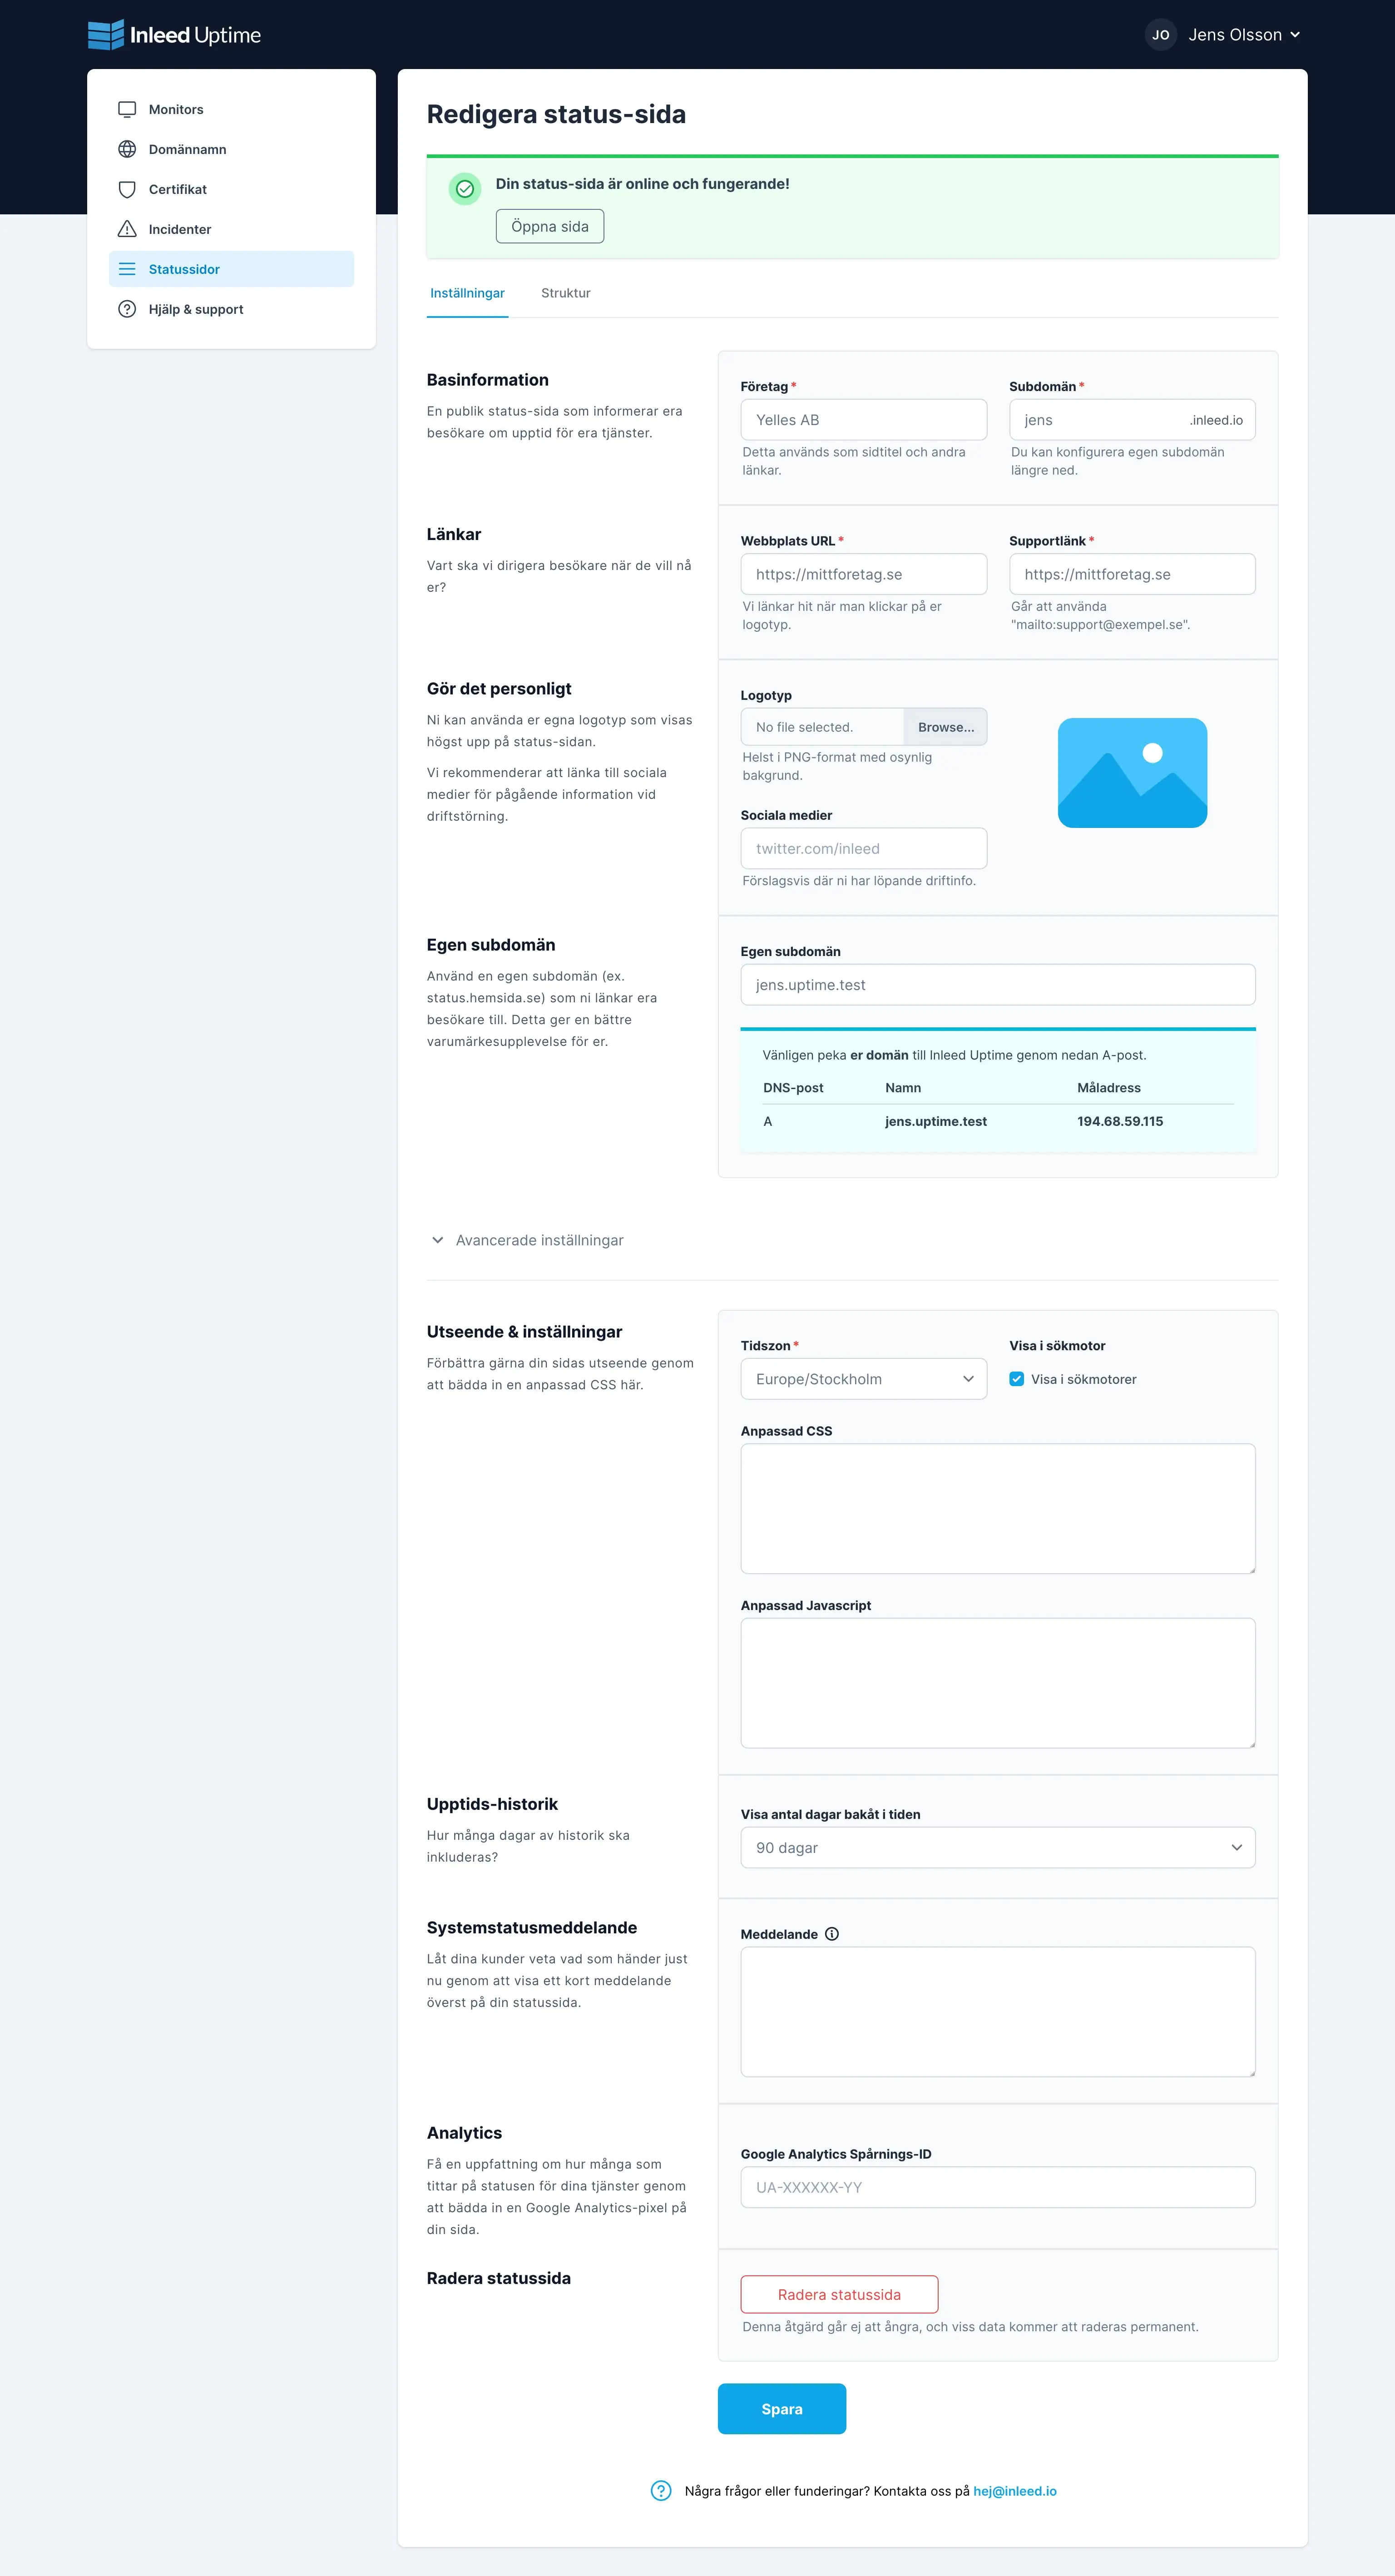 Inleed Uptime
JO Jens Olsson
Monitors
Domännamn
Certifikat
Incidenter
Statussidor
Hjälp & support
Redigera status-sida
Din status-sida är online och fungerande!
Öppna sida
Inställningar Struktur
Basinformation
En publik status-sida som informerar era
besökare om upptid för era tjänster.
Företag *
Subdomän *
Yelles AB
jens .inleed.io
Detta används som sidtitel och andra
länkar.
Du kan konfigurera egen subdomän
längre ned.
Länkar
Vart ska vi dirigera besökare när de vill nå
er?
Webbplats URL *
Supportlänk *
https://mittforetag.se
https://mittforetag.se
Vi länkar hit när man klickar på er
logotyp.
Går att använda
"mailto:support@exempel.se".
Gör det personligt
Ni kan använda er egna logotyp som visas
högst upp på status-sidan.
Vi rekommenderar att länka till sociala
medier för pågående information vid
driftstörning.
Logotyp
No file selected. Browse...
Helst i PNG-format med osynlig
bakgrund.
Sociala medier
twitter.com/inleed
Förslagsvis där ni har löpande driftinfo.
Egen subdomän
Använd en egen subdomän (ex.
status.hemsida.se) som ni länkar era
besökare till. Detta ger en bättre
varumärkesupplevelse för er.
Egen subdomän
jens.uptime.test
Vänligen peka er domän till Inleed Uptime genom nedan A-post.
DNS-post Namn Måladress
A jens.uptime.test 194.68.59.115
Avancerade inställningar
Utseende & inställningar
Förbättra gärna din sidas utseende genom
att bädda in en anpassad CSS här.
Tidszon *
Visa i sökmotor
Europe/Stockholm
Visa i sökmotorer
Anpassad CSS
Anpassad Javascript
Upptids-historik
Hur många dagar av historik ska
inkluderas?
Visa antal dagar bakåt i tiden
90 dagar
Systemstatusmeddelande
Låt dina kunder veta vad som händer just
nu genom att visa ett kort meddelande
överst på din statussida.
Meddelande
Analytics
Få en uppfattning om hur många som
tittar på statusen för dina tjänster genom
att bädda in en Google Analytics-pixel på
din sida.
Google Analytics Spårnings-ID
UA-XXXXXX-YY
Radera statussida
Radera statussida
Denna åtgärd går ej att ångra, och viss data kommer att raderas permanent.
Spara
Några frågor eller funderingar? Kontakta oss på hej@inleed.io